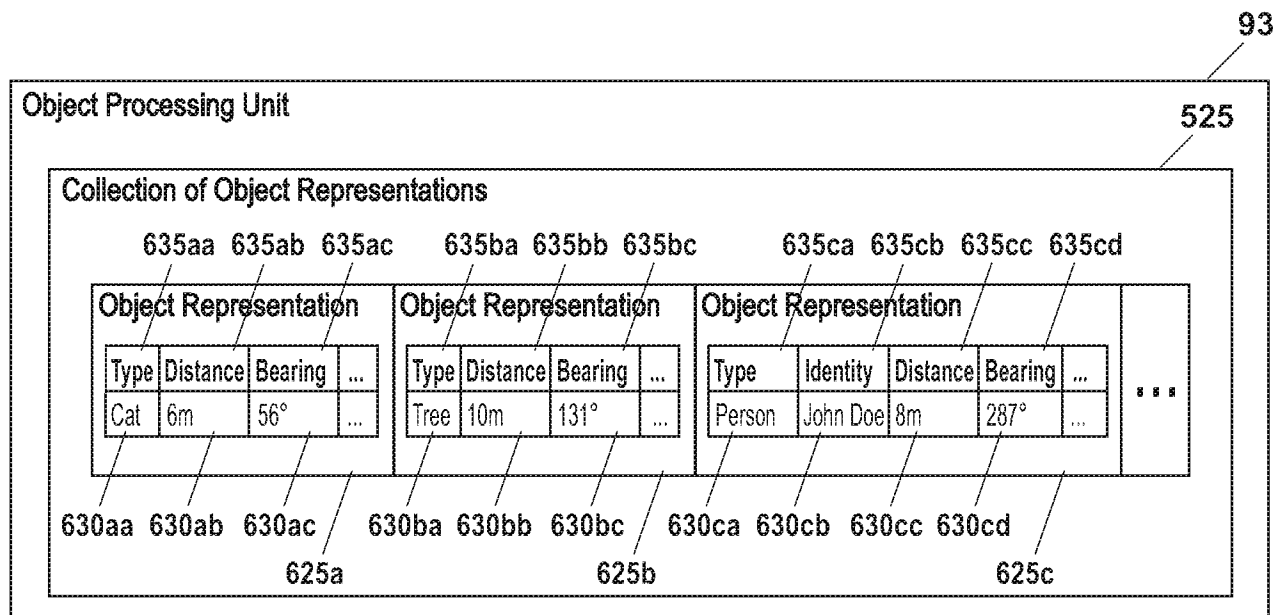 93
Object Processing Unit
525
Collection of Object Representations
635aa 635ab 635ac 635ba 635bb 635bc 635ca 635cb 635cc 635cd
Object Representation Object Representation Object Representation
Type Distance Bearing ... Type Distance Bearing ... Type Identity Distance Bearing ...
...
Cat 6m 56° ... Tree 10m 131° ... Person John Doe 8m 287° ...
630aa 630ab 630ac 630ba 630bb 630bc 630ca 630cb 630cc 630cd
625a 625b 625c